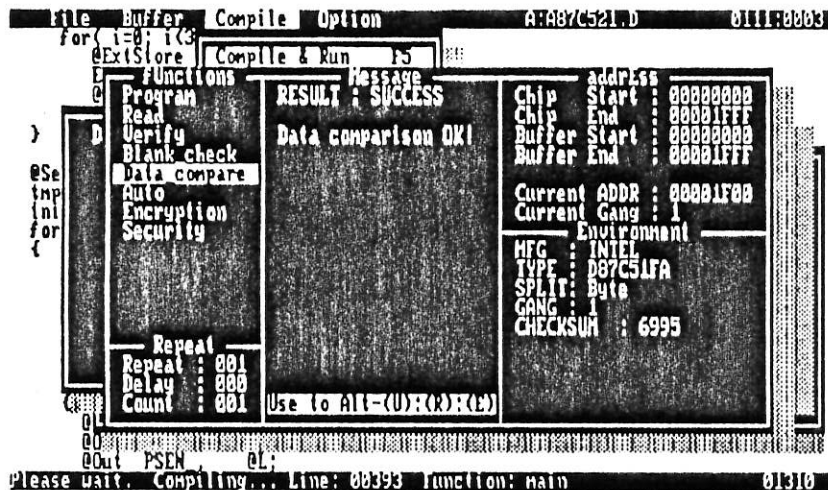 File Buffer Compile Option A:A87C521.D 0111:0003
for{ i=0; i<3
@ExtStore Compile & Run F5
fUnctions
Program
Read
Verify
Blank check
Data compare
Auto
Encryption
Security
Repeat
Repeat : 001
Delay : 000
Count : 001
Message
RESULT : SUCCESS
Data comparison OK!
Use to Alt-(U):(R):(E)
addrEss
Chip Start : 00000000
Chip End : 00001FFF
Buffer Start : 00000000
Buffer End : 00001FFF
Current ADDR : 00001F00
Current Gang : 1
Environment
MFG : INTEL
TYPE : D87C51FA
SPLIT: Byte
GANG : 1
CHECKSUM : 6995
} D
@Se
tmp
ini
for
{
@Out PSEN_, @L;
Please wait. Compiling... Line: 00393 Function: main 01310